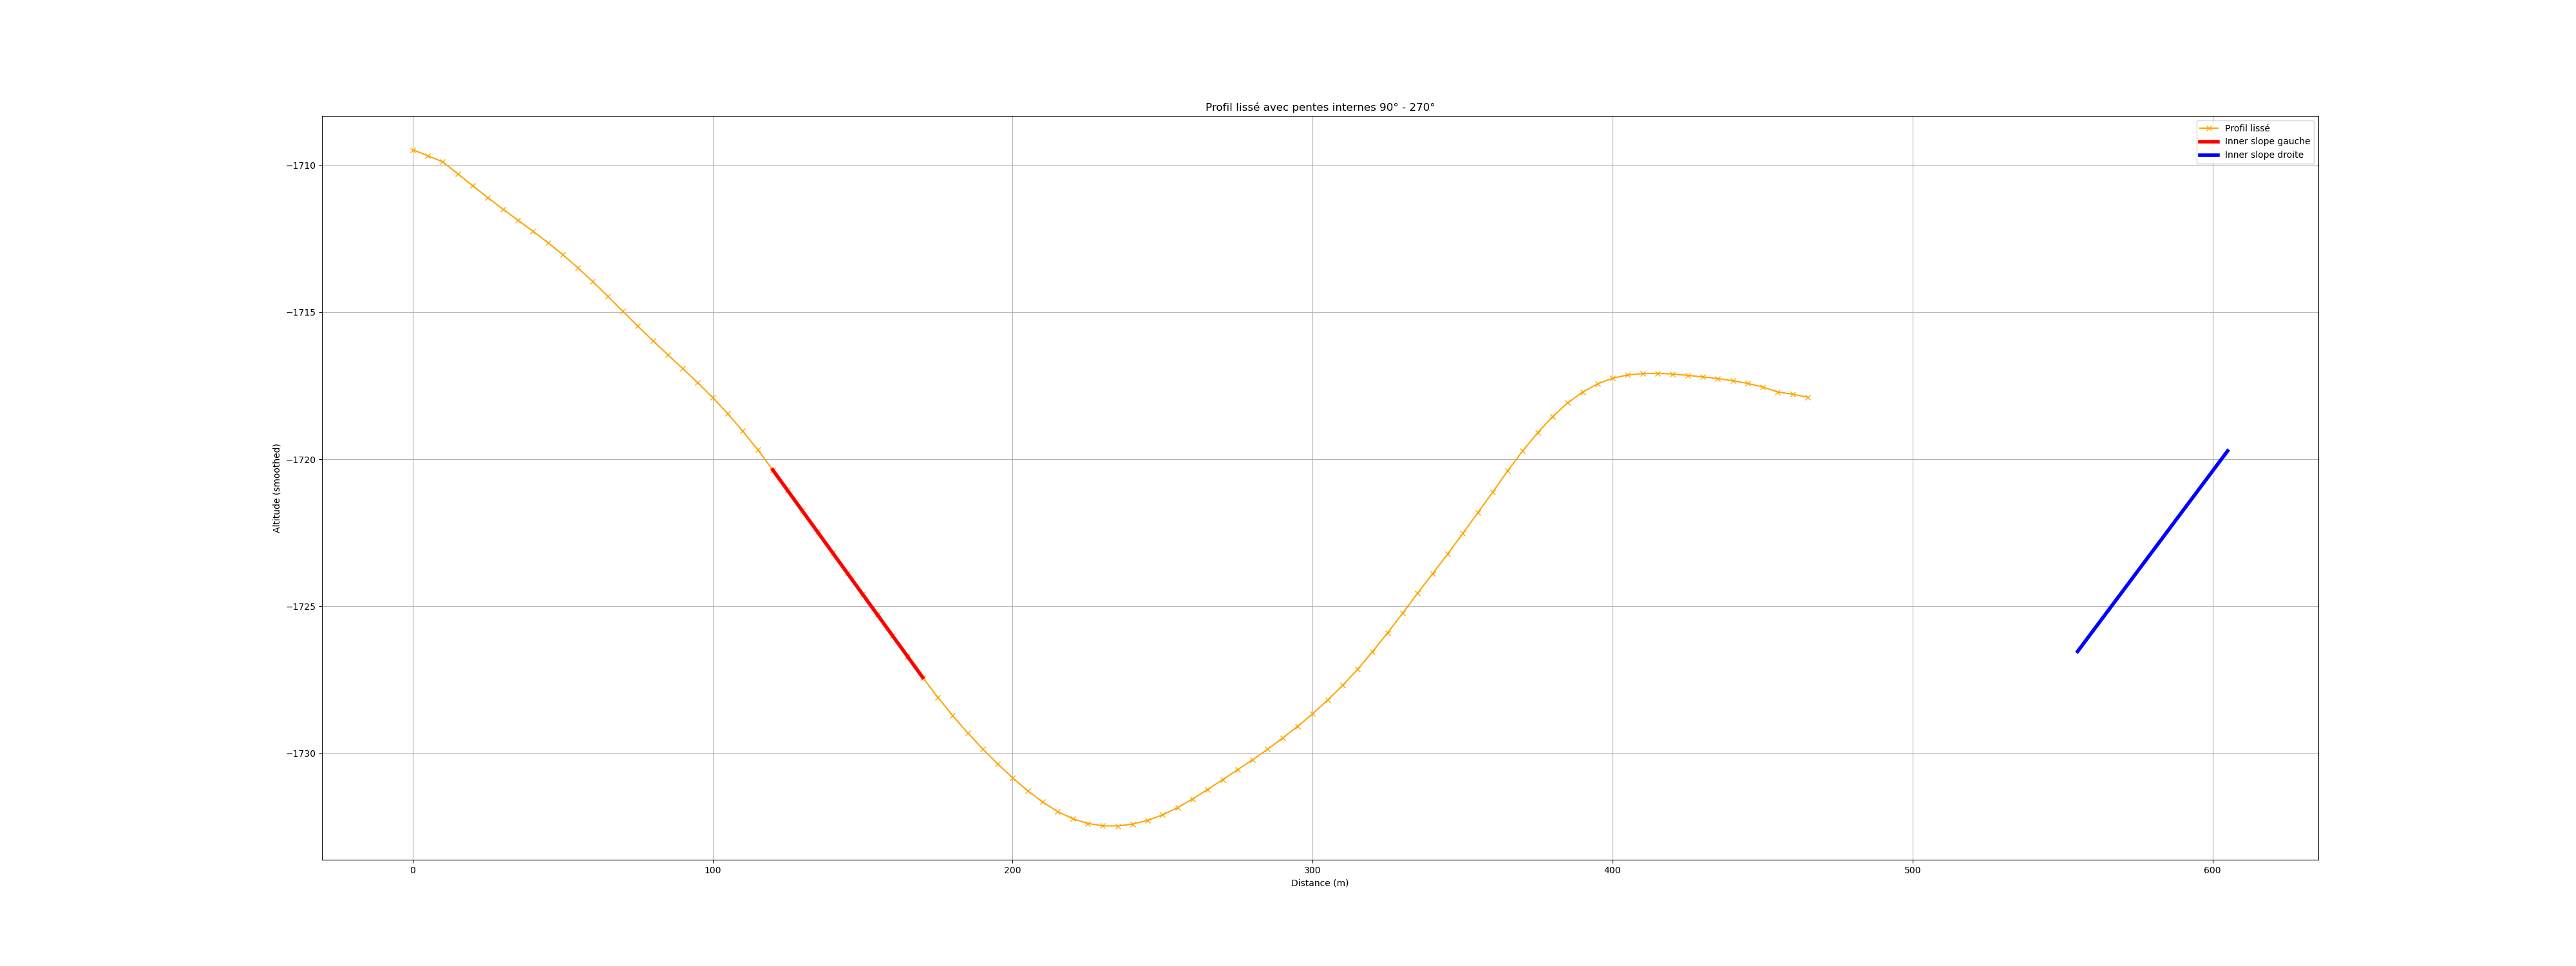 Profil lissé avec pentes internes 90° - 270°
Profil lissé
Inner slope gauche
Inner slope droite
−1710
−1715
−1720
−1725
−1730
Altitude (smoothed)
0 100 200 300 400 500 600
Distance (m)